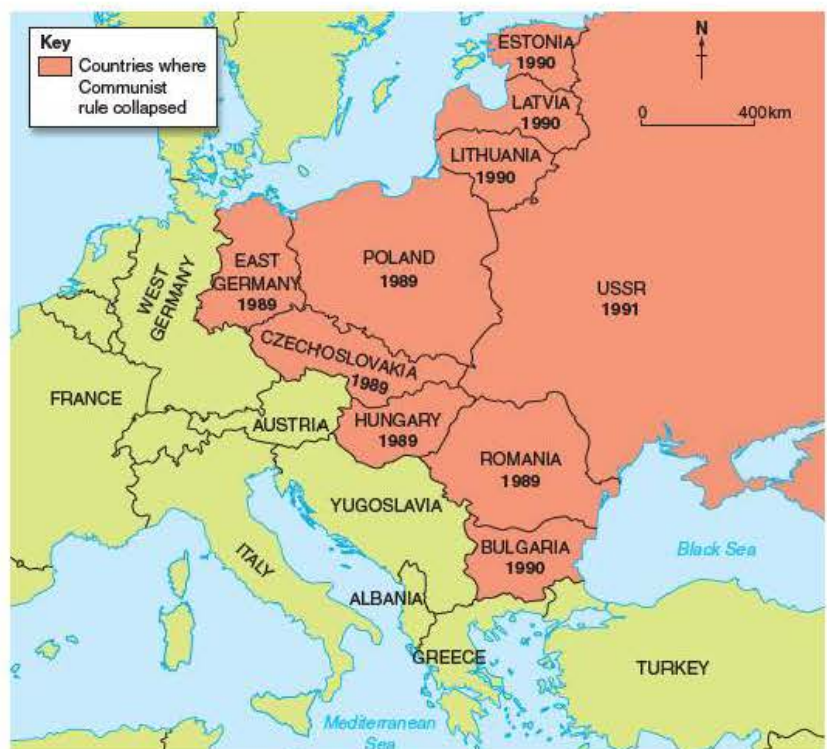 Key
Countries where
Communist
rule collapsed
N
0 400km
ESTONIA
1990
LATVIA
1990
LITHUANIA
1990
EAST
GERMANY
1989
POLAND
1989
USSR
1991
WEST
GERMANY
CZECHOSLOVAKIA
1989
FRANCE
AUSTRIA
HUNGARY
1989
ROMANIA
1989
YUGOSLAVIA
BULGARIA
1990
Black Sea
ITALY
ALBANIA
GREECE
TURKEY
Mediterranean
Sea